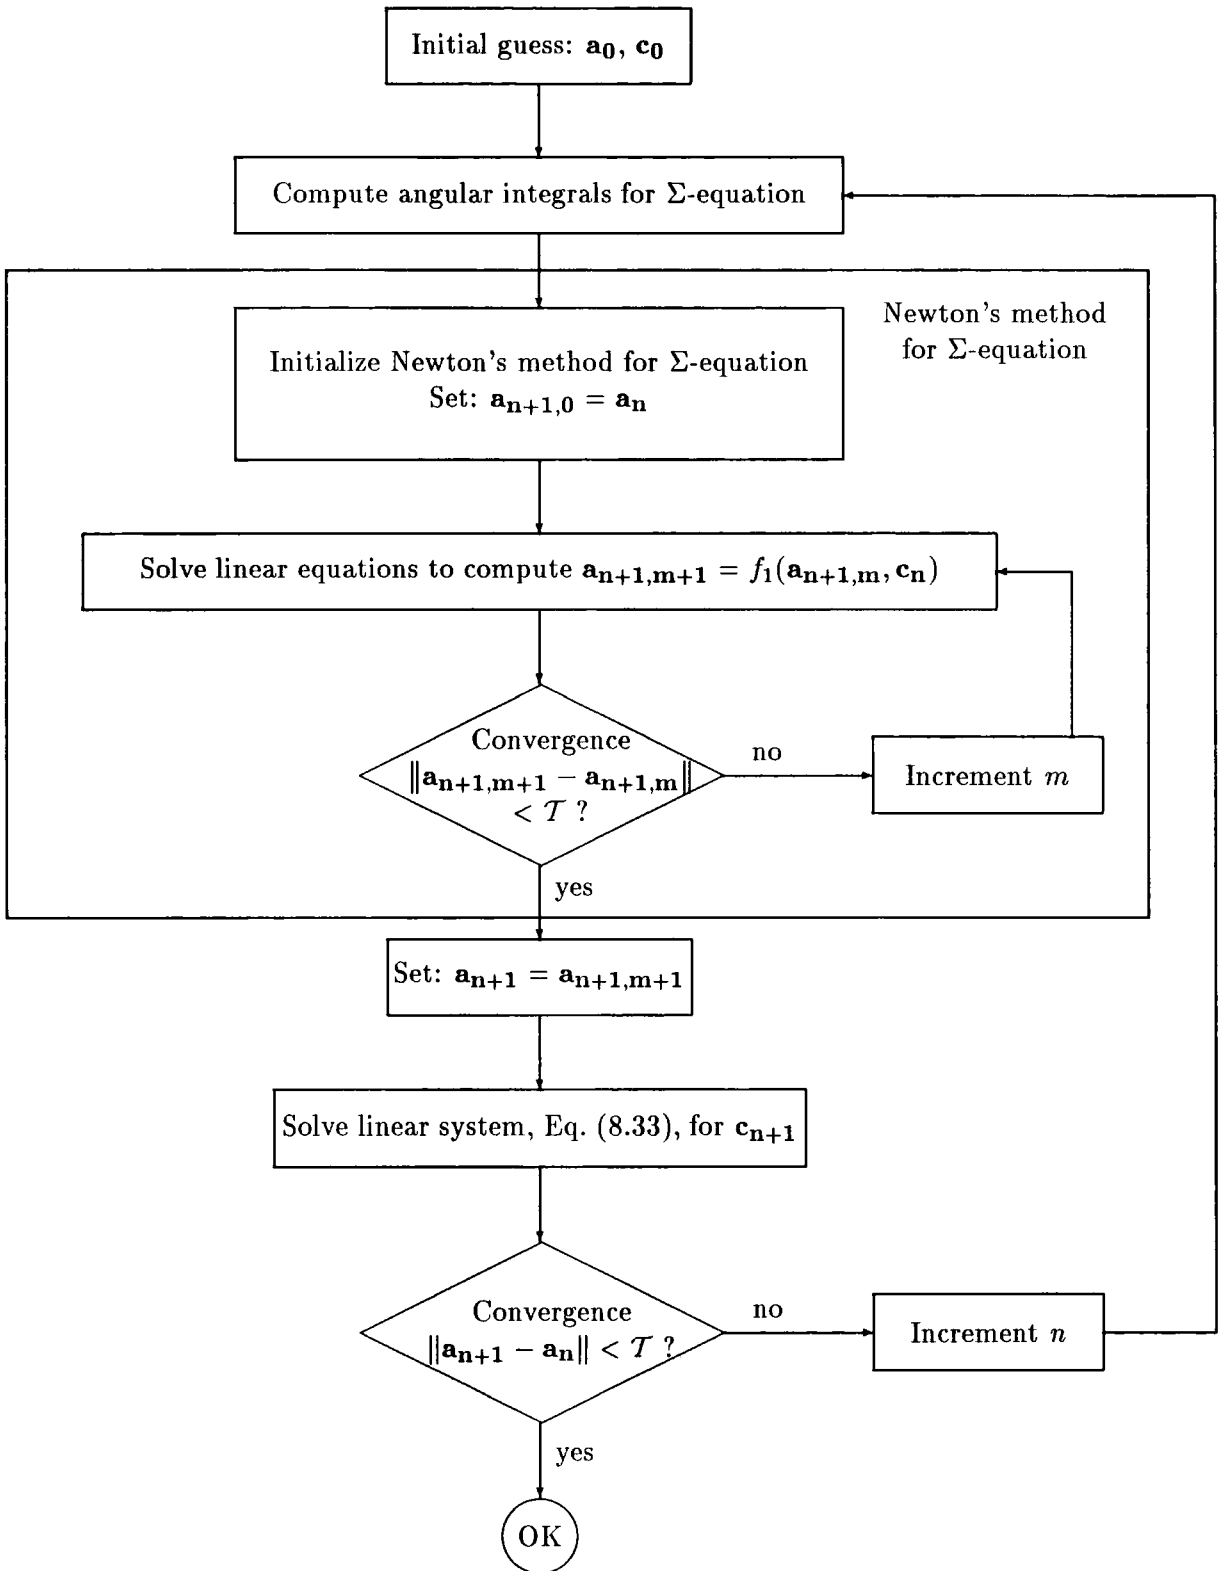 Initial guess: a₀, c₀
Compute angular integrals for Σ-equation
Newton's method
for Σ-equation
Initialize Newton's method for Σ-equation
Set: aₙ₊₁,₀ = aₙ
Solve linear equations to compute aₙ₊₁,ₘ₊₁ = f₁(aₙ₊₁,ₘ, cₙ)
Convergence
||aₙ₊₁,ₘ₊₁ − aₙ₊₁,ₘ||
< 𝒯 ?
no
Increment m
yes
Set: aₙ₊₁ = aₙ₊₁,ₘ₊₁
Solve linear system, Eq. (8.33), for cₙ₊₁
Convergence
||aₙ₊₁ − aₙ|| < 𝒯 ?
no
Increment n
yes
OK